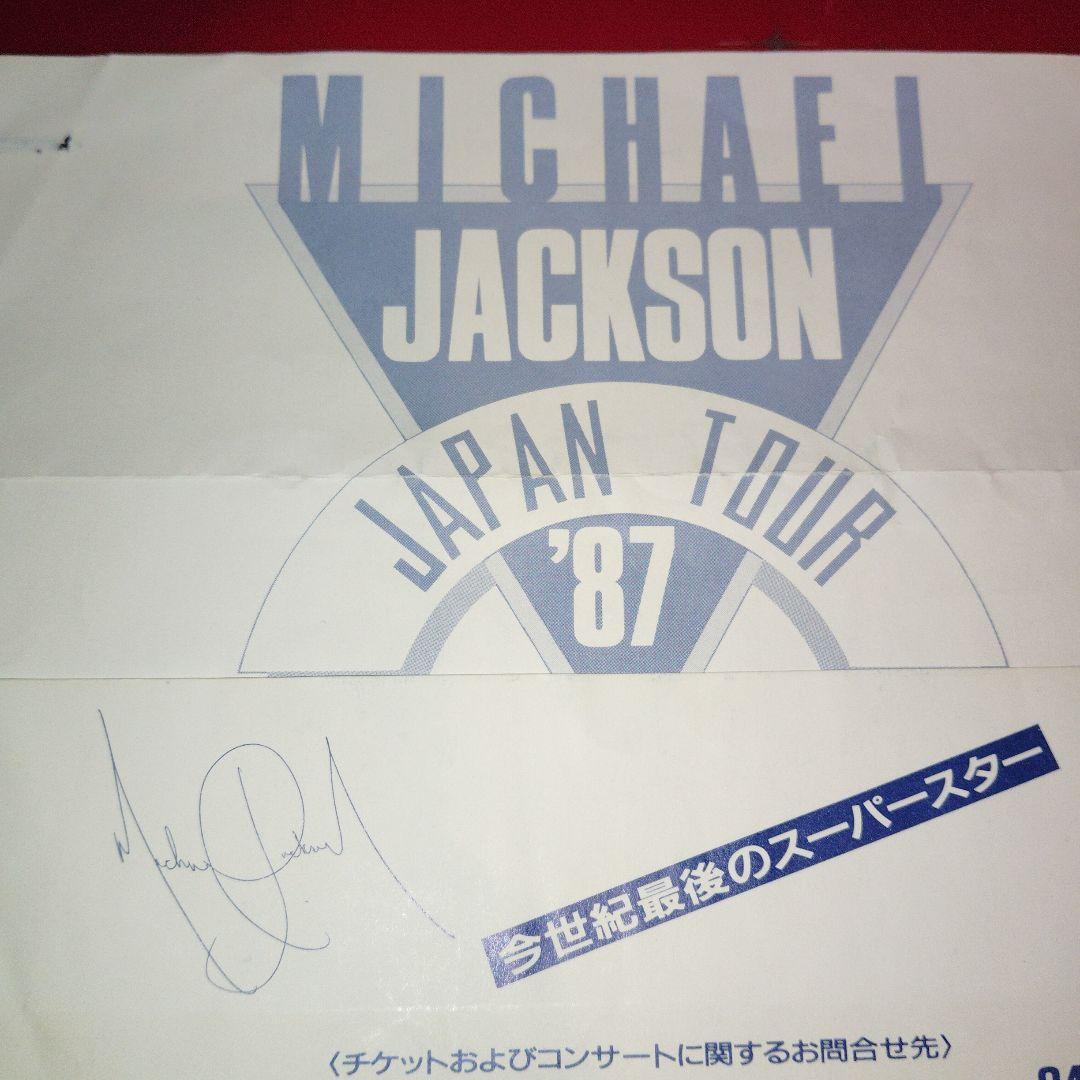 MICHAEL
JACKSON
JAPAN TOUR
'87
Michael Jackson
今世紀最後のスーパースター
〈チケットおよびコンサートに関するお問合せ先〉